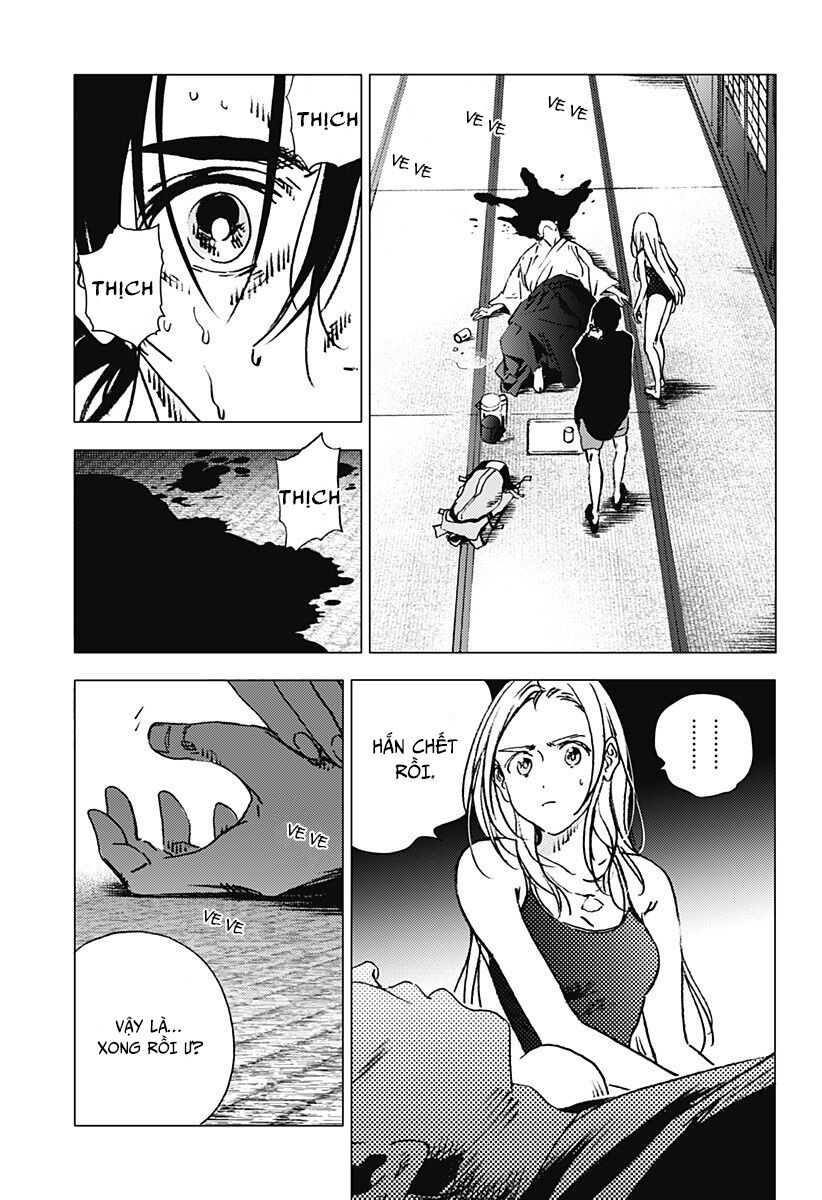 VE VE
VE VE
VE VE
THỊCH
THỊCH
THỊCH
......
HẮN CHẾT
RỒI.
VE VE
VE VE
VẬY LÀ...
XONG RỒI Ư?